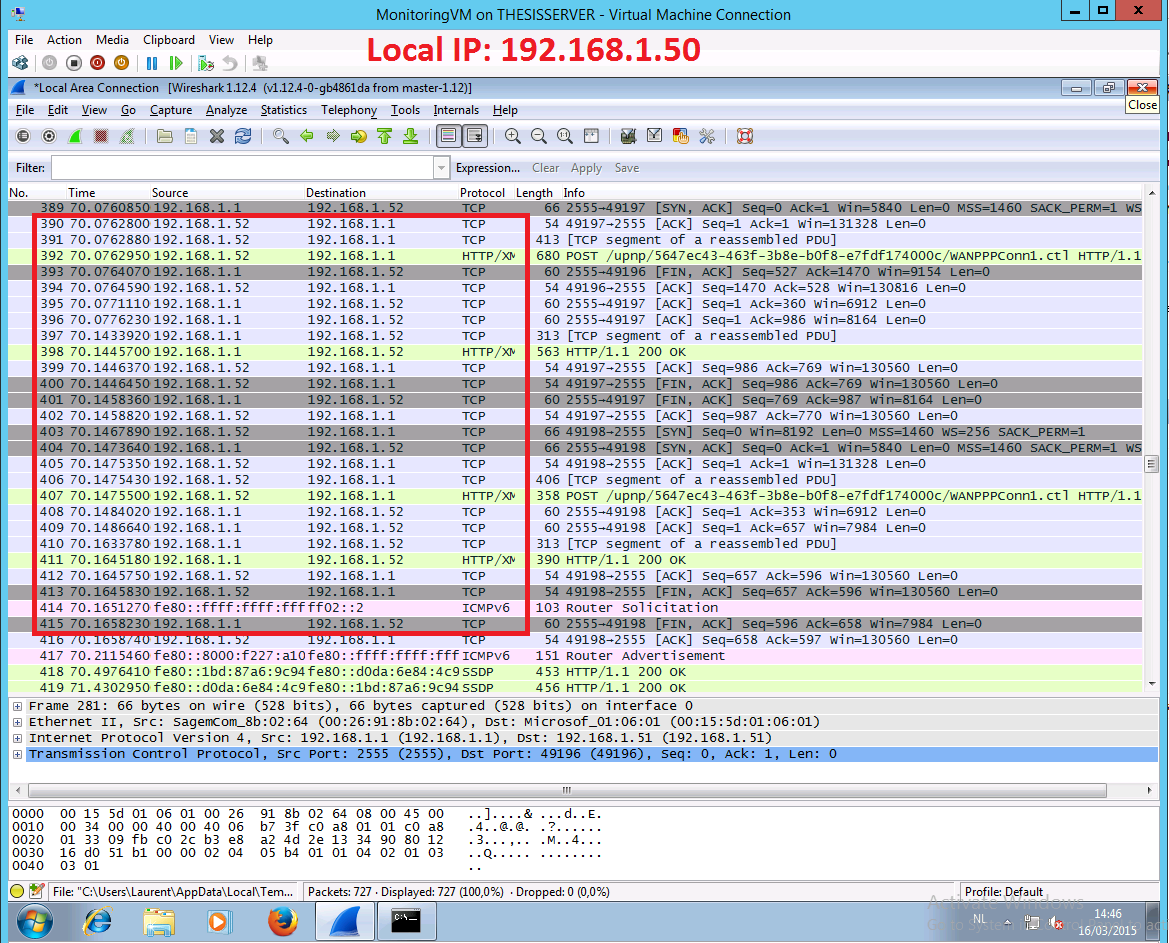 MonitoringVM on THESISSERVER - Virtual Machine Connection
File Action Media Clipboard View Help
Local IP: 192.168.1.50
*Local Area Connection [Wireshark 1.12.4 (v1.12.4-0-gb4861da from master-1.12)]
Close
File Edit View Go Capture Analyze Statistics Telephony Tools Internals Help
Filter: Expression... Clear Apply Save
No. Time Source Destination Protocol Length Info
389 70.0760850 192.168.1.1 192.168.1.52 TCP 66 2555→49197 [SYN, ACK] Seq=0 Ack=1 Win=5840 Len=0 MSS=1460 SACK_PERM=1 WS
390 70.0762800 192.168.1.52 192.168.1.1 TCP 54 49197→2555 [ACK] Seq=1 Ack=1 Win=131328 Len=0
391 70.0762880 192.168.1.52 192.168.1.1 TCP 413 [TCP segment of a reassembled PDU]
392 70.0762950 192.168.1.52 192.168.1.1 HTTP/XM 680 POST /upnp/5647ec43-463f-3b8e-b0f8-e7fdf174000c/WANPPPConn1.ctl HTTP/1.1
393 70.0764070 192.168.1.1 192.168.1.52 TCP 60 2555→49196 [FIN, ACK] Seq=527 Ack=1470 Win=9154 Len=0
394 70.0764590 192.168.1.52 192.168.1.1 TCP 54 49196→2555 [ACK] Seq=1470 Ack=528 Win=130816 Len=0
395 70.0771110 192.168.1.1 192.168.1.52 TCP 60 2555→49197 [ACK] Seq=1 Ack=360 Win=6912 Len=0
396 70.0776230 192.168.1.1 192.168.1.52 TCP 60 2555→49197 [ACK] Seq=1 Ack=986 Win=8164 Len=0
397 70.1433920 192.168.1.1 192.168.1.52 TCP 313 [TCP segment of a reassembled PDU]
398 70.1445700 192.168.1.1 192.168.1.52 HTTP/XM 563 HTTP/1.1 200 OK
399 70.1446370 192.168.1.52 192.168.1.1 TCP 54 49197→2555 [ACK] Seq=986 Ack=769 Win=130560 Len=0
400 70.1446450 192.168.1.52 192.168.1.1 TCP 54 49197→2555 [FIN, ACK] Seq=986 Ack=769 Win=130560 Len=0
401 70.1458360 192.168.1.1 192.168.1.52 TCP 60 2555→49197 [FIN, ACK] Seq=769 Ack=987 Win=8164 Len=0
402 70.1458820 192.168.1.52 192.168.1.1 TCP 54 49197→2555 [ACK] Seq=987 Ack=770 Win=130560 Len=0
403 70.1467890 192.168.1.52 192.168.1.1 TCP 66 49198→2555 [SYN] Seq=0 Win=8192 Len=0 MSS=1460 WS=256 SACK_PERM=1
404 70.1473640 192.168.1.1 192.168.1.52 TCP 66 2555→49198 [SYN, ACK] Seq=0 Ack=1 Win=5840 Len=0 MSS=1460 SACK_PERM=1 WS
405 70.1475350 192.168.1.52 192.168.1.1 TCP 54 49198→2555 [ACK] Seq=1 Ack=1 Win=131328 Len=0
406 70.1475430 192.168.1.52 192.168.1.1 TCP 406 [TCP segment of a reassembled PDU]
407 70.1475500 192.168.1.52 192.168.1.1 HTTP/XM 358 POST /upnp/5647ec43-463f-3b8e-b0f8-e7fdf174000c/WANPPPConn1.ctl HTTP/1.1
408 70.1484020 192.168.1.1 192.168.1.52 TCP 60 2555→49198 [ACK] Seq=1 Ack=353 Win=6912 Len=0
409 70.1486640 192.168.1.1 192.168.1.52 TCP 60 2555→49198 [ACK] Seq=1 Ack=657 Win=7984 Len=0
410 70.1633780 192.168.1.1 192.168.1.52 TCP 313 [TCP segment of a reassembled PDU]
411 70.1645180 192.168.1.1 192.168.1.52 HTTP/XM 390 HTTP/1.1 200 OK
412 70.1645750 192.168.1.52 192.168.1.1 TCP 54 49198→2555 [ACK] Seq=657 Ack=596 Win=130560 Len=0
413 70.1645830 192.168.1.52 192.168.1.1 TCP 54 49198→2555 [FIN, ACK] Seq=657 Ack=596 Win=130560 Len=0
414 70.1651270 fe80::ffff:ffff:fff ff02::2 ICMPv6 103 Router Solicitation
415 70.1658230 192.168.1.1 192.168.1.52 TCP 60 2555→49198 [FIN, ACK] Seq=596 Ack=658 Win=7984 Len=0
416 70.1658740 192.168.1.52 192.168.1.1 TCP 54 49198→2555 [ACK] Seq=658 Ack=597 Win=130560 Len=0
417 70.2115460 fe80::8000:f227:a10 fe80::ffff:ffff:fff ICMPv6 151 Router Advertisement
418 70.4976410 fe80::1bd:87a6:9c94 fe80::d0da:6e84:4c9 SSDP 453 HTTP/1.1 200 OK
419 71.4302950 fe80::d0da:6e84:4c9 fe80::1bd:87a6:9c94 SSDP 456 HTTP/1.1 200 OK
Frame 281: 66 bytes on wire (528 bits), 66 bytes captured (528 bits) on interface 0
Ethernet II, Src: SagemCom_8b:02:64 (00:26:91:8b:02:64), Dst: Microsof_01:06:01 (00:15:5d:01:06:01)
Internet Protocol Version 4, Src: 192.168.1.1 (192.168.1.1), Dst: 192.168.1.51 (192.168.1.51)
Transmission Control Protocol, Src Port: 2555 (2555), Dst Port: 49196 (49196), Seq: 0, Ack: 1, Len: 0
0000 00 15 5d 01 06 01 00 26 91 8b 02 64 08 00 45 00 ..]....& ...d..E.
0010 00 34 00 00 40 00 40 06 b7 3f c0 a8 01 01 c0 a8 .4..@.@. .?......
0020 01 33 09 fb c0 2c b3 e8 a2 4d 2e 13 34 90 80 12 .3...,.. .M..4...
0030 16 d0 51 b1 00 00 02 04 05 b4 01 01 04 02 01 03 ..Q..... ........
0040 03 01 ..
File: "C:\Users\Laurent\AppData\Local\Tem... Packets: 727 · Displayed: 727 (100,0%) · Dropped: 0 (0,0%) Profile: Default
Activate Windows
NL 14:46
16/03/2015